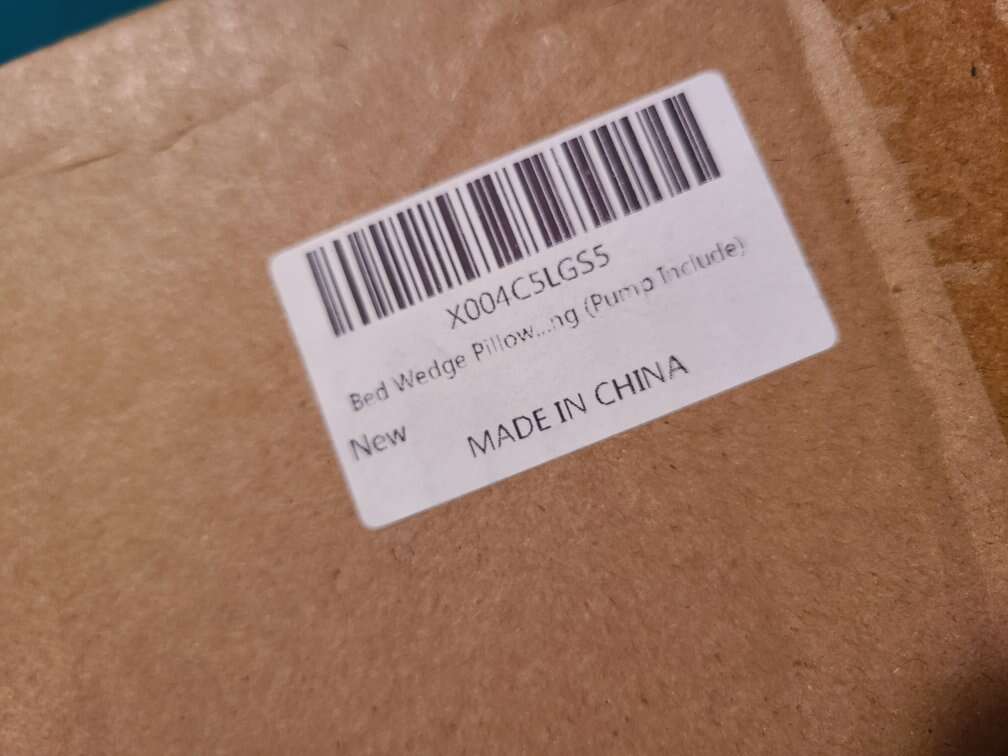 X004C5LGS5
Bed Wedge Pillow...ng (Pump Include)
New
MADE IN CHINA